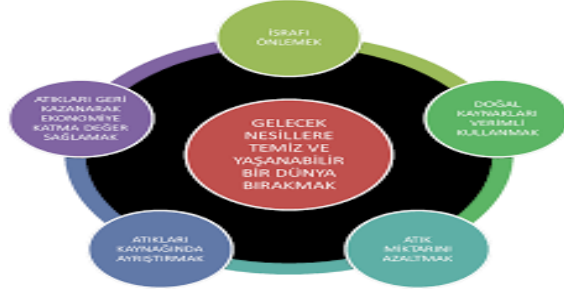 İSRAFI
ÖNLEMEK
DOĞAL
KAYNAKLARI
VERİMLİ
KULLANMAK
ATIK
MİKTARINI
AZALTMAK
ATIKLARI
KAYNAĞINDA
AYRIŞTIRMAK
ATIKLARI GERİ
KAZANARAK
EKONOMİYE
KATMA DEĞER
SAĞLAMAK
GELECEK
NESİLLERE
TEMİZ VE
YAŞANABİLİR
BİR DÜNYA
BIRAKMAK